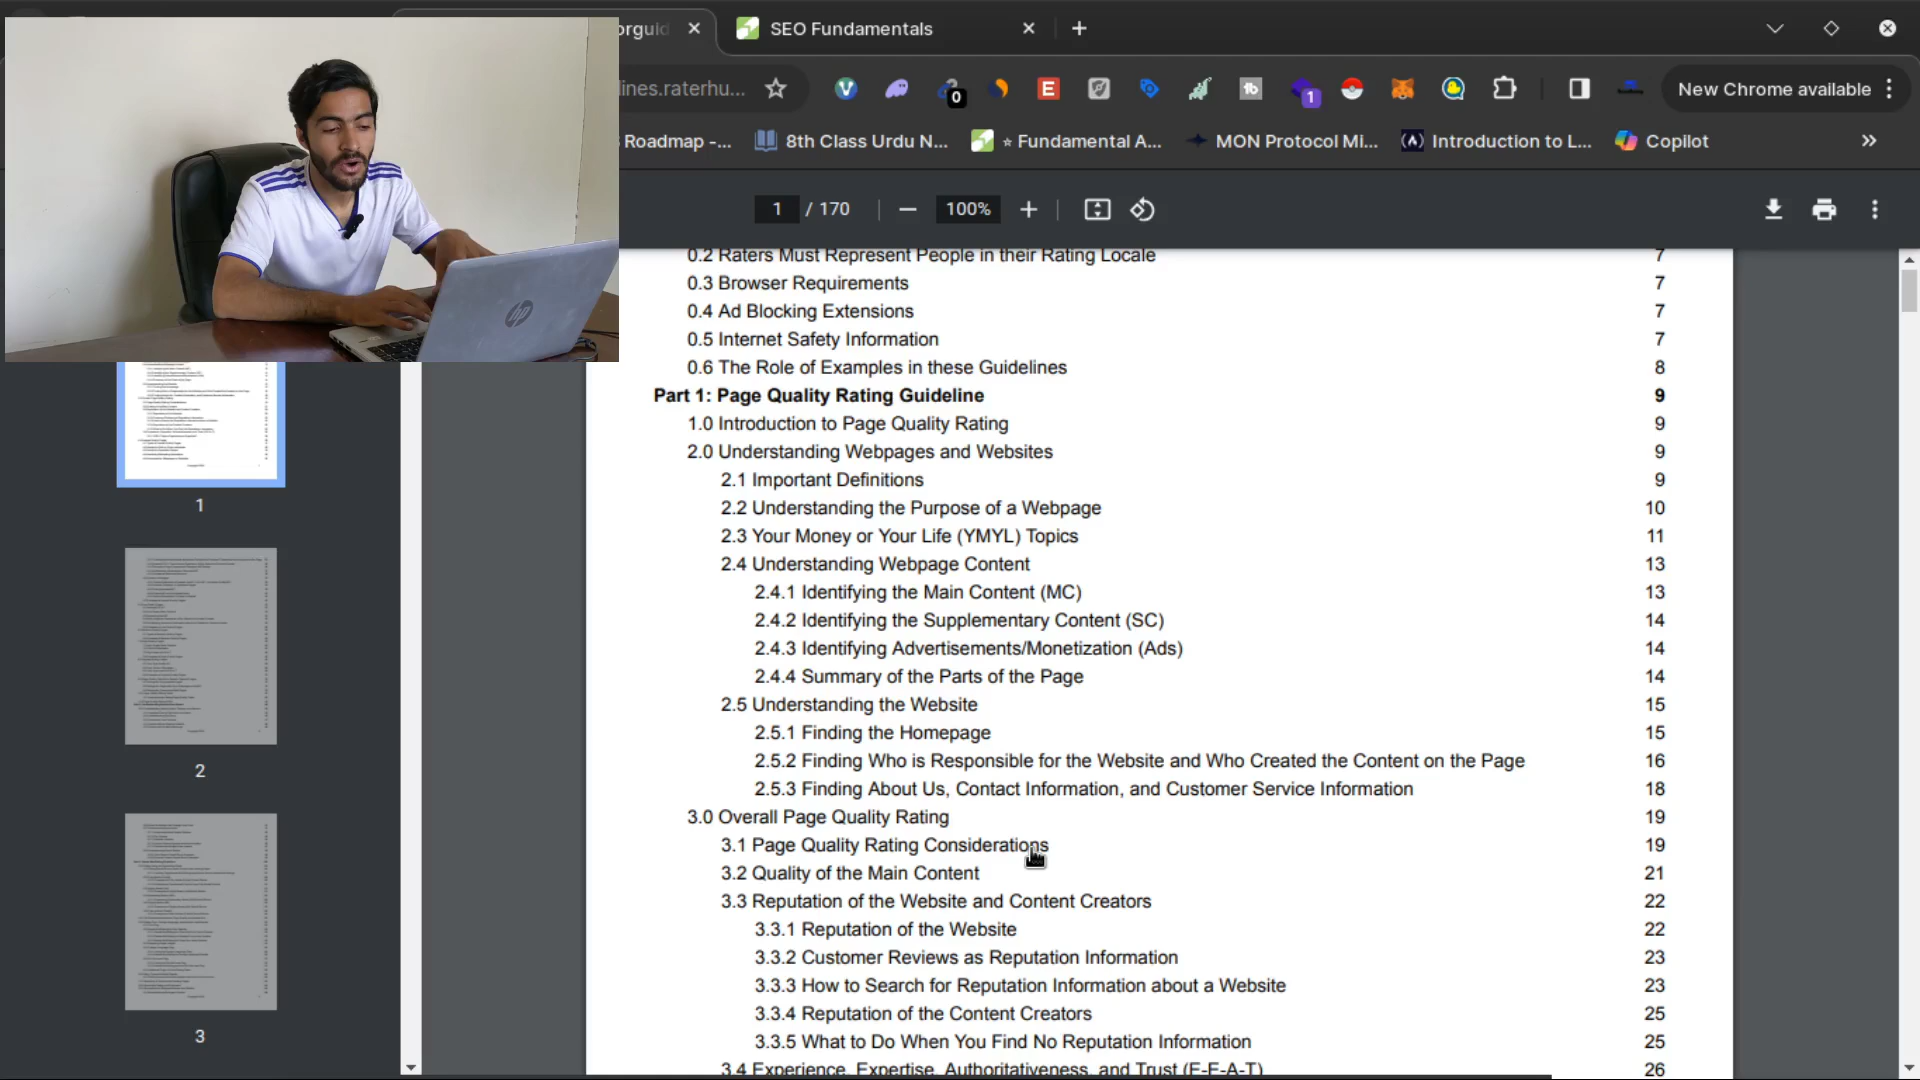 orguid
SEO Fundamentals
lines.raterhu...
0
E
1
New Chrome available
Roadmap -...
8th Class Urdu N...
⭐ Fundamental A...
MON Protocol Mi...
Introduction to L...
Copilot
1 / 170
100%
hp
0.2 Raters Must Represent People in their Rating Locale 7
0.3 Browser Requirements 7
0.4 Ad Blocking Extensions 7
0.5 Internet Safety Information 7
0.6 The Role of Examples in these Guidelines 8
Part 1: Page Quality Rating Guideline 9
1.0 Introduction to Page Quality Rating 9
2.0 Understanding Webpages and Websites 9
2.1 Important Definitions 9
2.2 Understanding the Purpose of a Webpage 10
2.3 Your Money or Your Life (YMYL) Topics 11
2.4 Understanding Webpage Content 13
2.4.1 Identifying the Main Content (MC) 13
2.4.2 Identifying the Supplementary Content (SC) 14
2.4.3 Identifying Advertisements/Monetization (Ads) 14
2.4.4 Summary of the Parts of the Page 14
2.5 Understanding the Website 15
2.5.1 Finding the Homepage 15
2.5.2 Finding Who is Responsible for the Website and Who Created the Content on the Page 16
2.5.3 Finding About Us, Contact Information, and Customer Service Information 18
3.0 Overall Page Quality Rating 19
3.1 Page Quality Rating Considerations 19
3.2 Quality of the Main Content 21
3.3 Reputation of the Website and Content Creators 22
3.3.1 Reputation of the Website 22
3.3.2 Customer Reviews as Reputation Information 23
3.3.3 How to Search for Reputation Information about a Website 23
3.3.4 Reputation of the Content Creators 25
3.3.5 What to Do When You Find No Reputation Information 25
3.4 Experience, Expertise, Authoritativeness, and Trust (E-E-A-T) 26
1
2
3